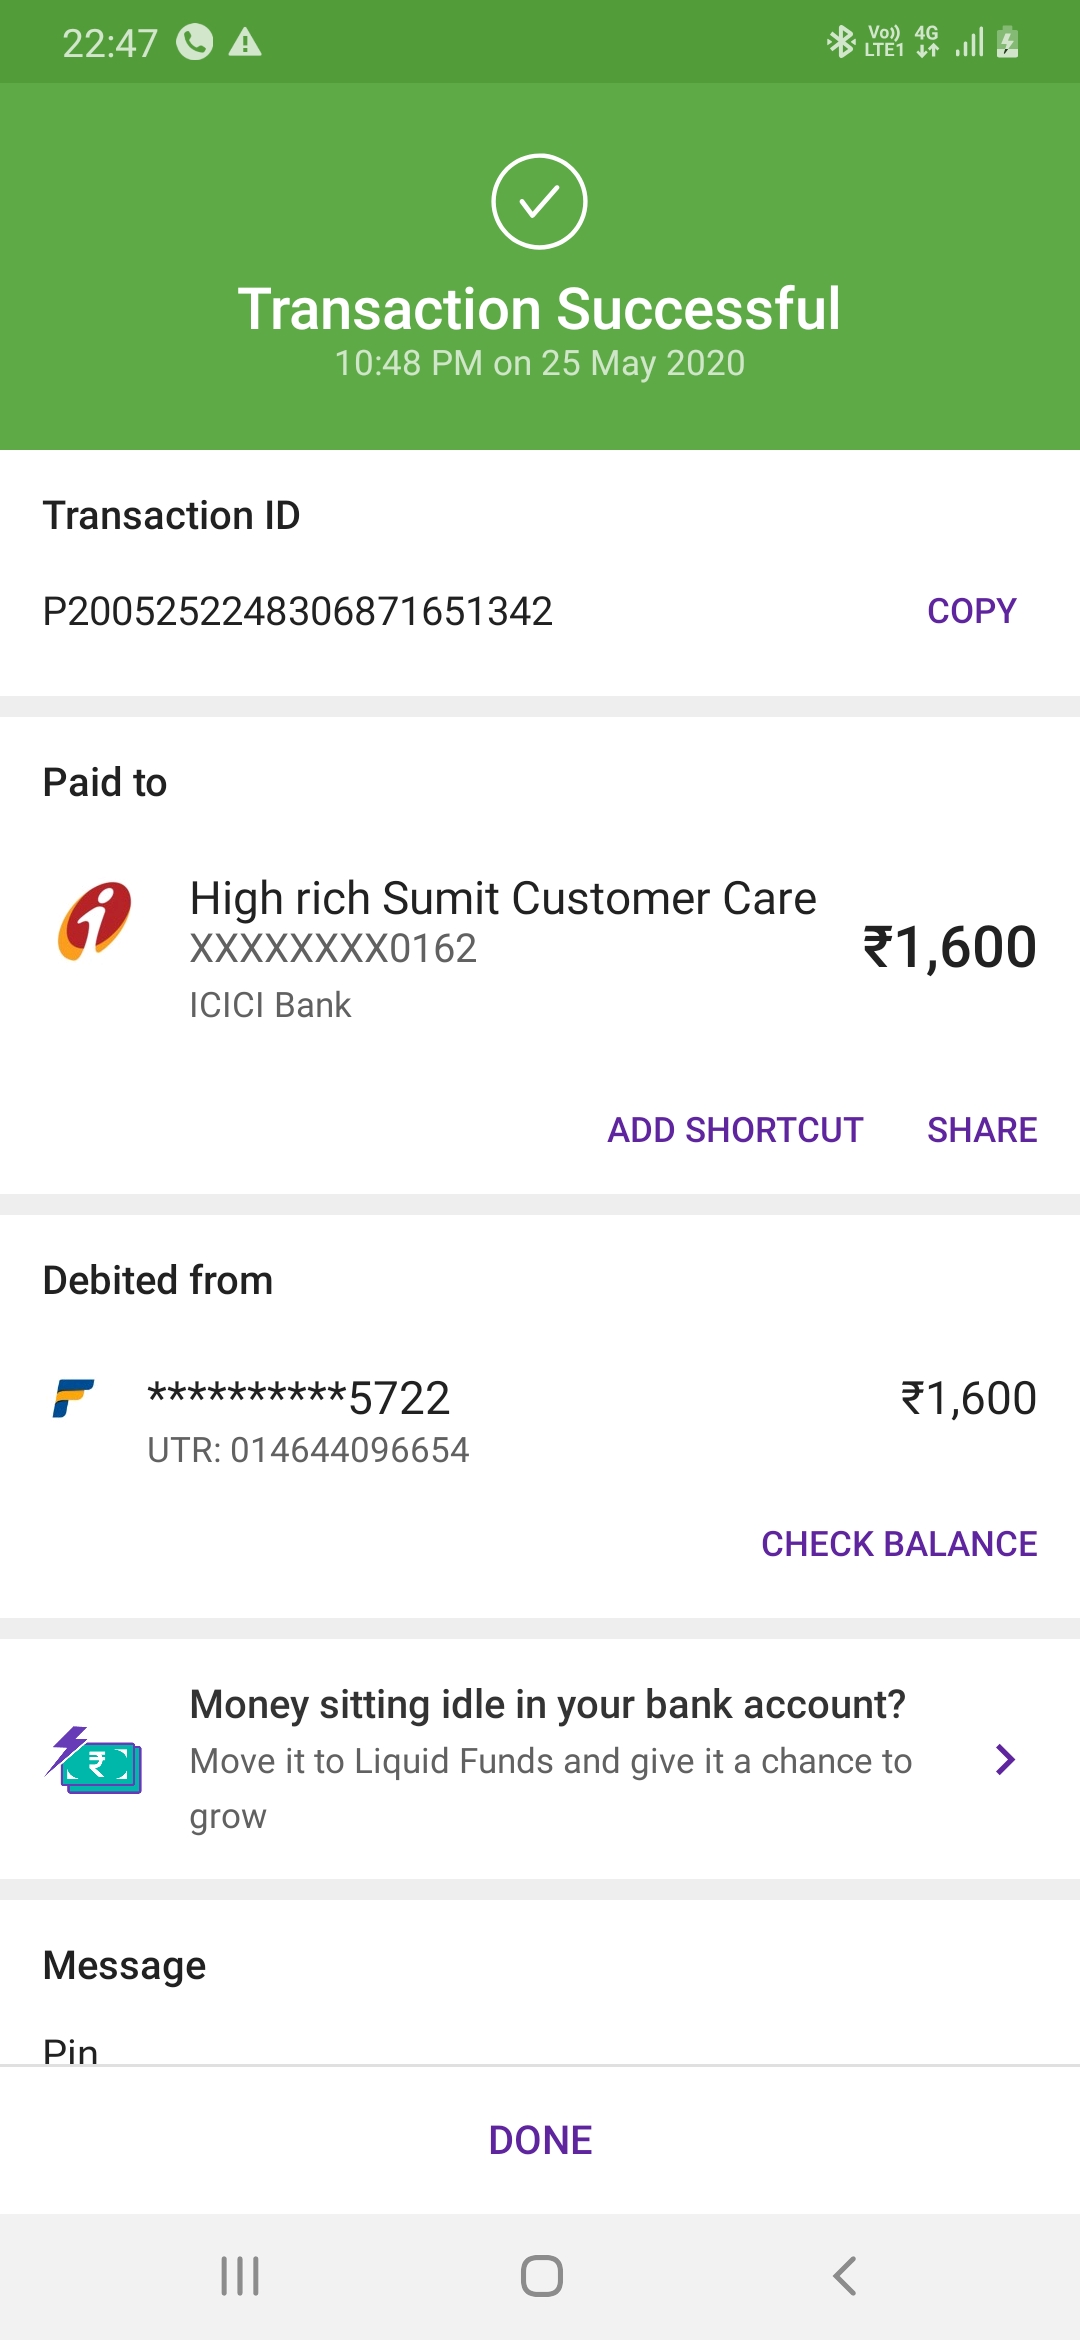 22:47
Vo)) 4G
LTE1
Transaction Successful
10:48 PM on 25 May 2020
Transaction ID
P2005252248306871651342 COPY
Paid to
High rich Sumit Customer Care
XXXXXXXX0162
₹1,600
ICICI Bank
ADD SHORTCUT SHARE
Debited from
**********5722 ₹1,600
UTR: 014644096654
CHECK BALANCE
Money sitting idle in your bank account?
Move it to Liquid Funds and give it a chance to
grow
Message
Pin
DONE